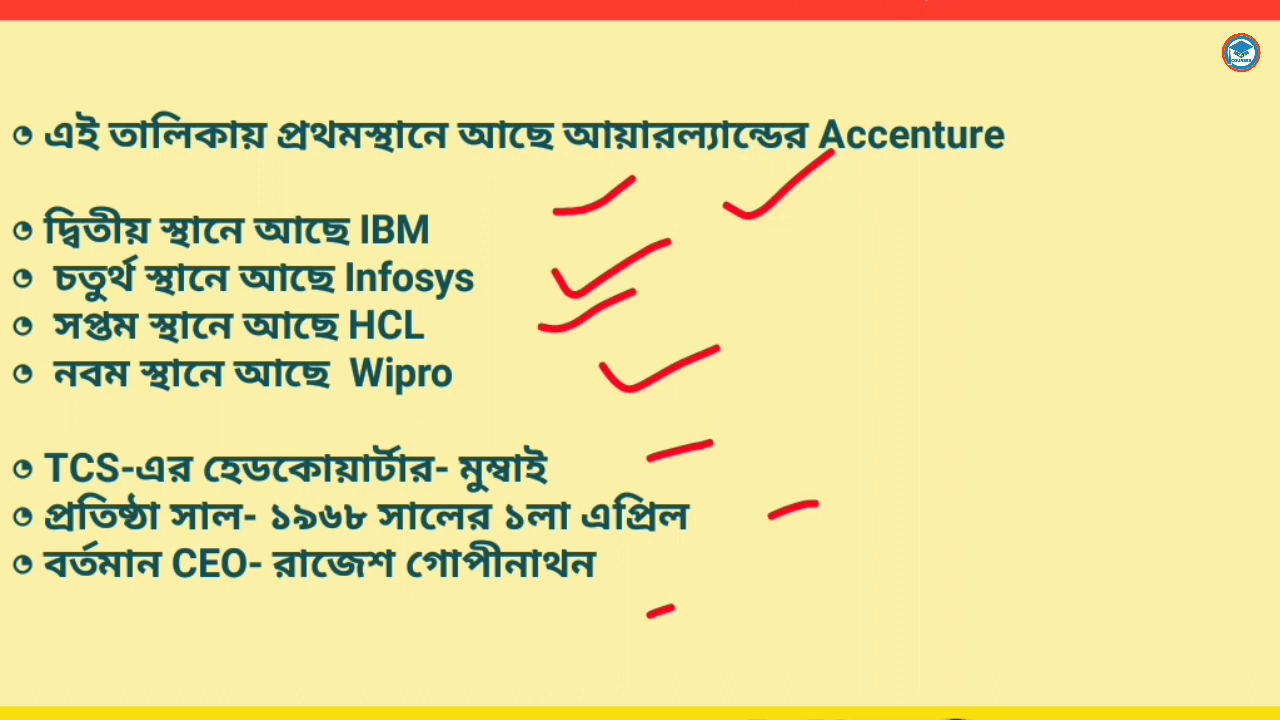 এই তালিকায় প্রথমস্থানে আছে আয়ারল্যান্ডের Accenture
দ্বিতীয় স্থানে আছে IBM
চতুর্থ স্থানে আছে Infosys
সপ্তম স্থানে আছে HCL
নবম স্থানে আছে Wipro
TCS-এর হেডকোয়ার্টার- মুম্বাই
প্রতিষ্ঠা সাল- ১৯৬৮ সালের ১লা এপ্রিল
বর্তমান CEO- রাজেশ গোপীনাথন